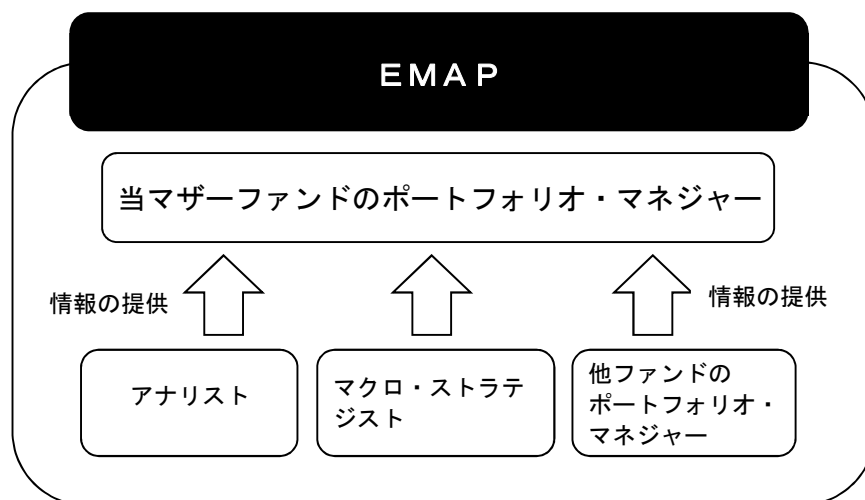 ＥＭＡＰ
当マザーファンドのポートフォリオ・マネジャー
情報の提供
情報の提供
アナリスト
マクロ・ストラテ
ジスト
他ファンドの
ポートフォリオ・
マネジャー